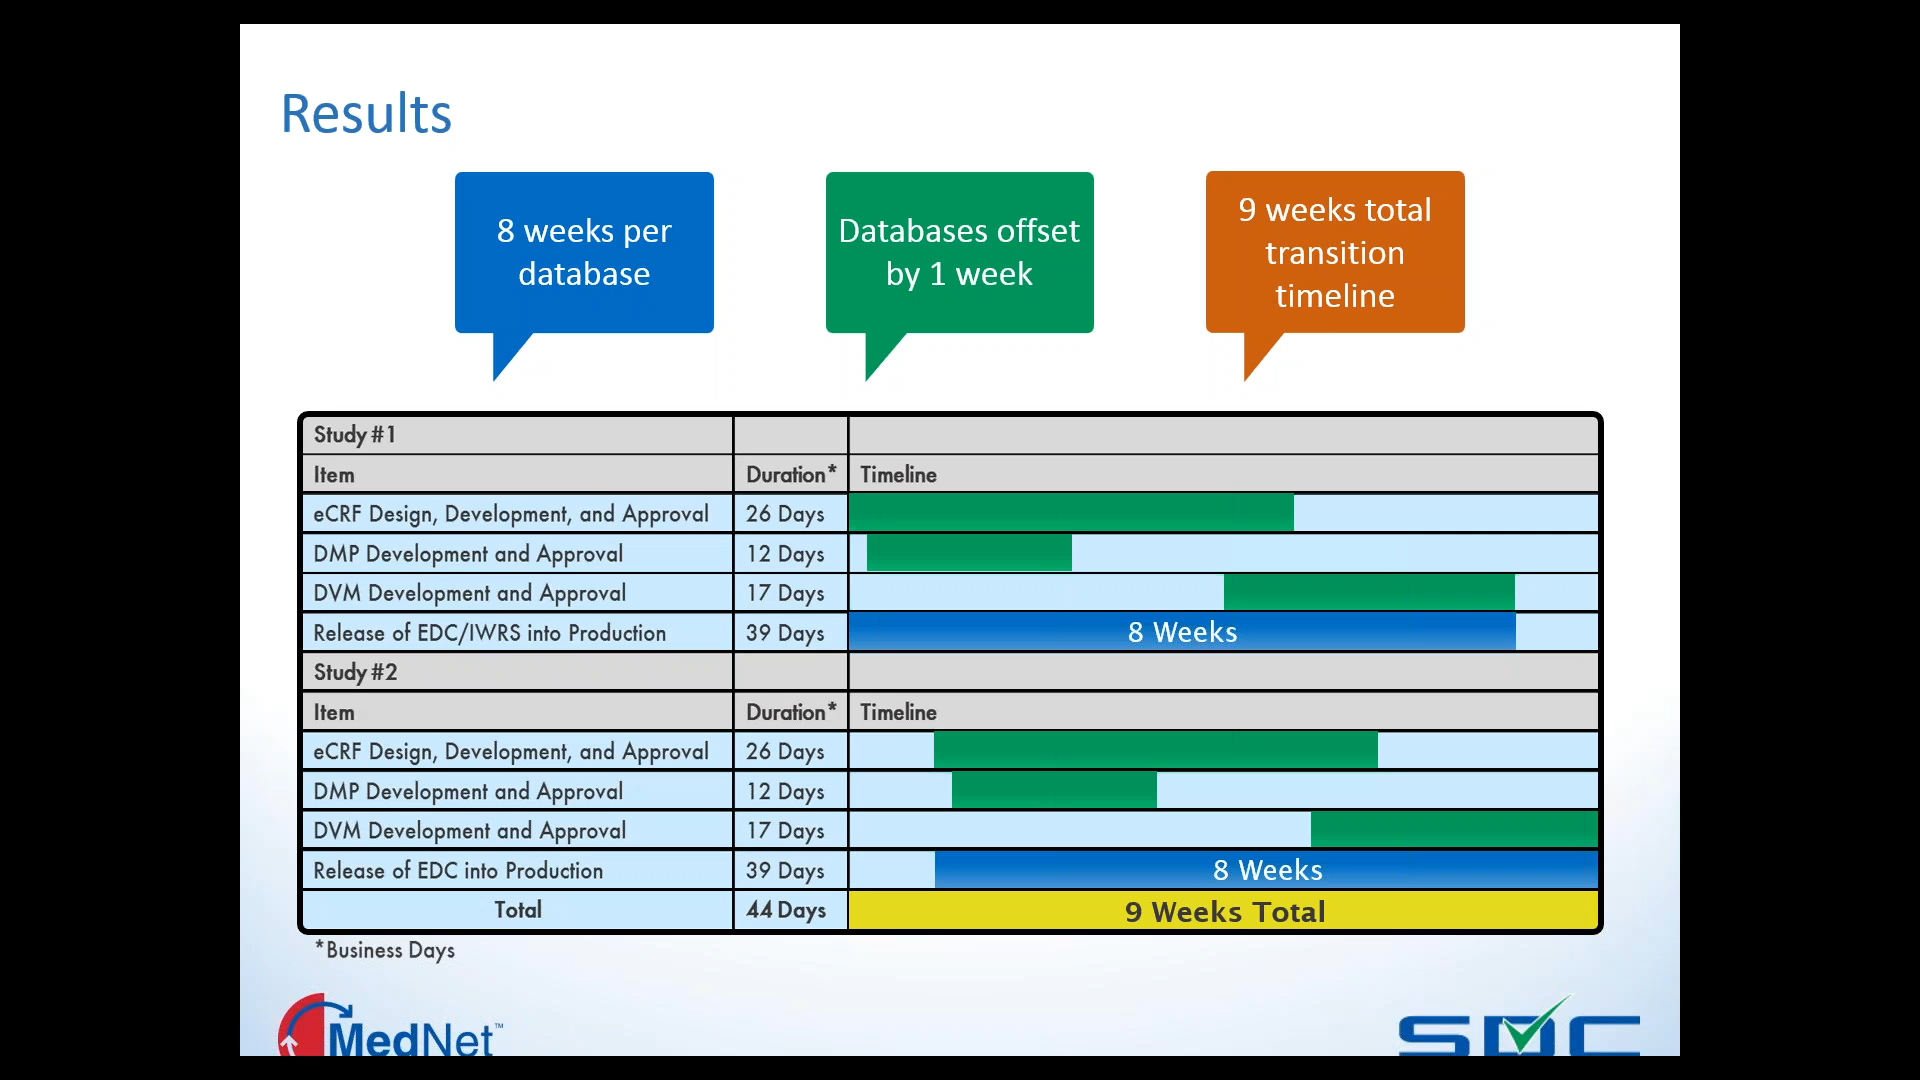 Results
8 weeks per
database
Databases offset
by 1 week
9 weeks total
transition
timeline
Study #1
Item Duration* Timeline
eCRF Design, Development, and Approval 26 Days
DMP Development and Approval 12 Days
DVM Development and Approval 17 Days
Release of EDC/IWRS into Production 39 Days 8 Weeks
Study #2
Item Duration* Timeline
eCRF Design, Development, and Approval 26 Days
DMP Development and Approval 12 Days
DVM Development and Approval 17 Days
Release of EDC into Production 39 Days 8 Weeks
Total 44 Days 9 Weeks Total
*Business Days
MedNet™ SDC